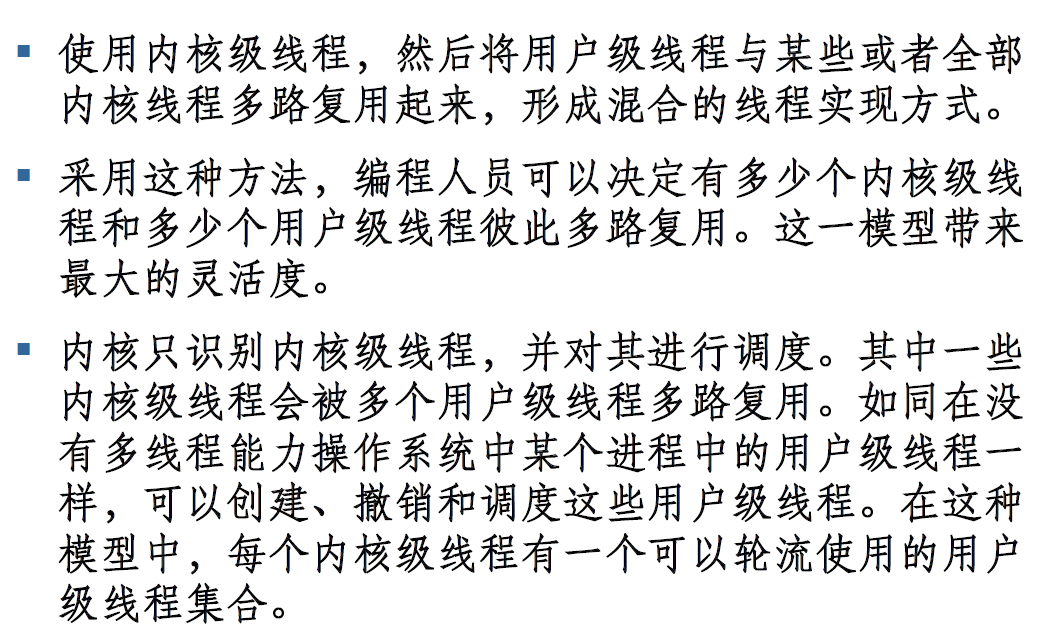 ▪ 使用内核级线程，然后将用户级线程与某些或者全部
内核线程多路复用起来，形成混合的线程实现方式。
▪ 采用这种方法，编程人员可以决定有多少个内核级线
程和多少个用户级线程彼此多路复用。这一模型带来
最大的灵活度。
▪ 内核只识别内核级线程，并对其进行调度。其中一些
内核级线程会被多个用户级线程多路复用。如同在没
有多线程能力操作系统中某个进程中的用户级线程一
样，可以创建、撤销和调度这些用户级线程。在这种
模型中，每个内核级线程有一个可以轮流使用的用户
级线程集合。